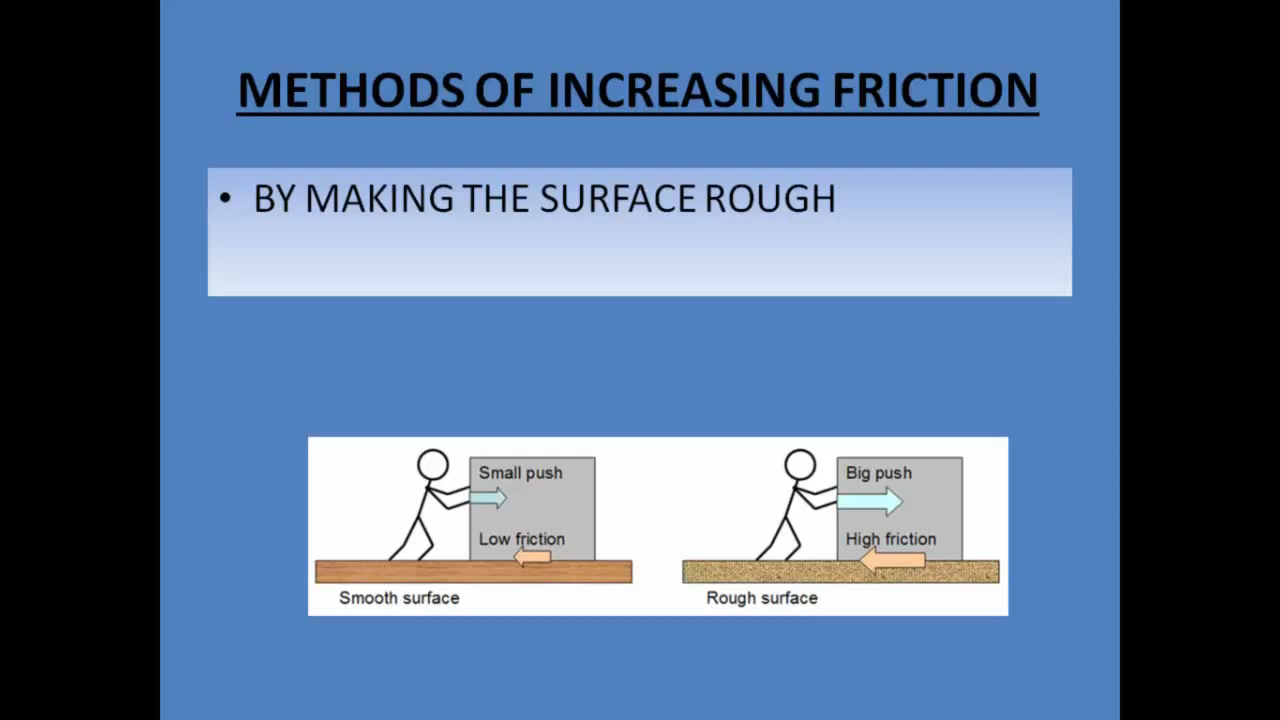 METHODS OF INCREASING FRICTION
• BY MAKING THE SURFACE ROUGH
Small push
Low friction
Smooth surface
Big push
High friction
Rough surface